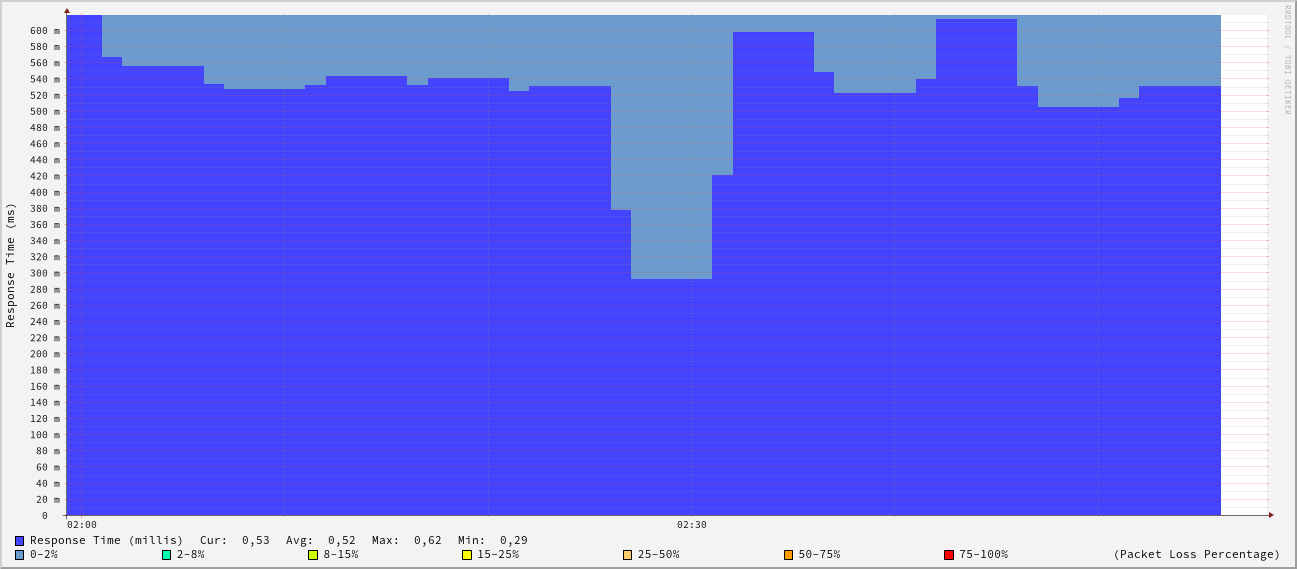 RRDTOOL / TOBI OETIKER
Response Time (ms)
600 m
580 m
560 m
540 m
520 m
500 m
480 m
460 m
440 m
420 m
400 m
380 m
360 m
340 m
320 m
300 m
280 m
260 m
240 m
220 m
200 m
180 m
160 m
140 m
120 m
100 m
80 m
60 m
40 m
20 m
0
02:00 02:30
Response Time (millis) Cur: 0,53 Avg: 0,52 Max: 0,62 Min: 0,29
0-2% 2-8% 8-15% 15-25% 25-50% 50-75% 75-100% (Packet Loss Percentage)